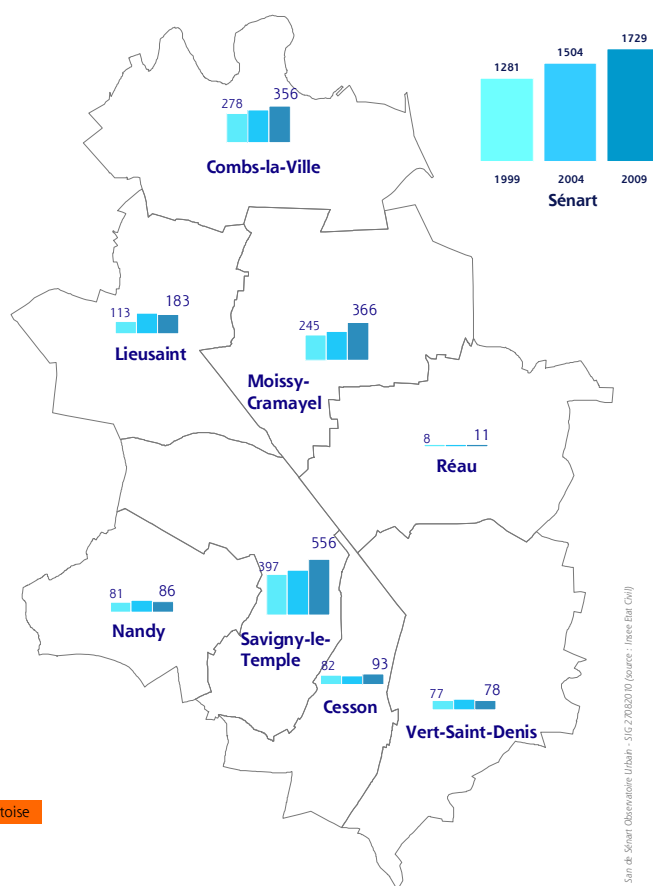 1729
1504
1281
1999 2004 2009
Sénart
278 356
Combs-la-Ville
113 183
Lieusaint
245 366
Moissy-
Cramayel
8 11
Réau
397 556
Savigny-le-
Temple
81 86
Nandy
82 93
Cesson
77 78
Vert-Saint-Denis
toise
San de Sénart Observatoire Urbain - SIG 27082010 (source : Insee Etat Civil)